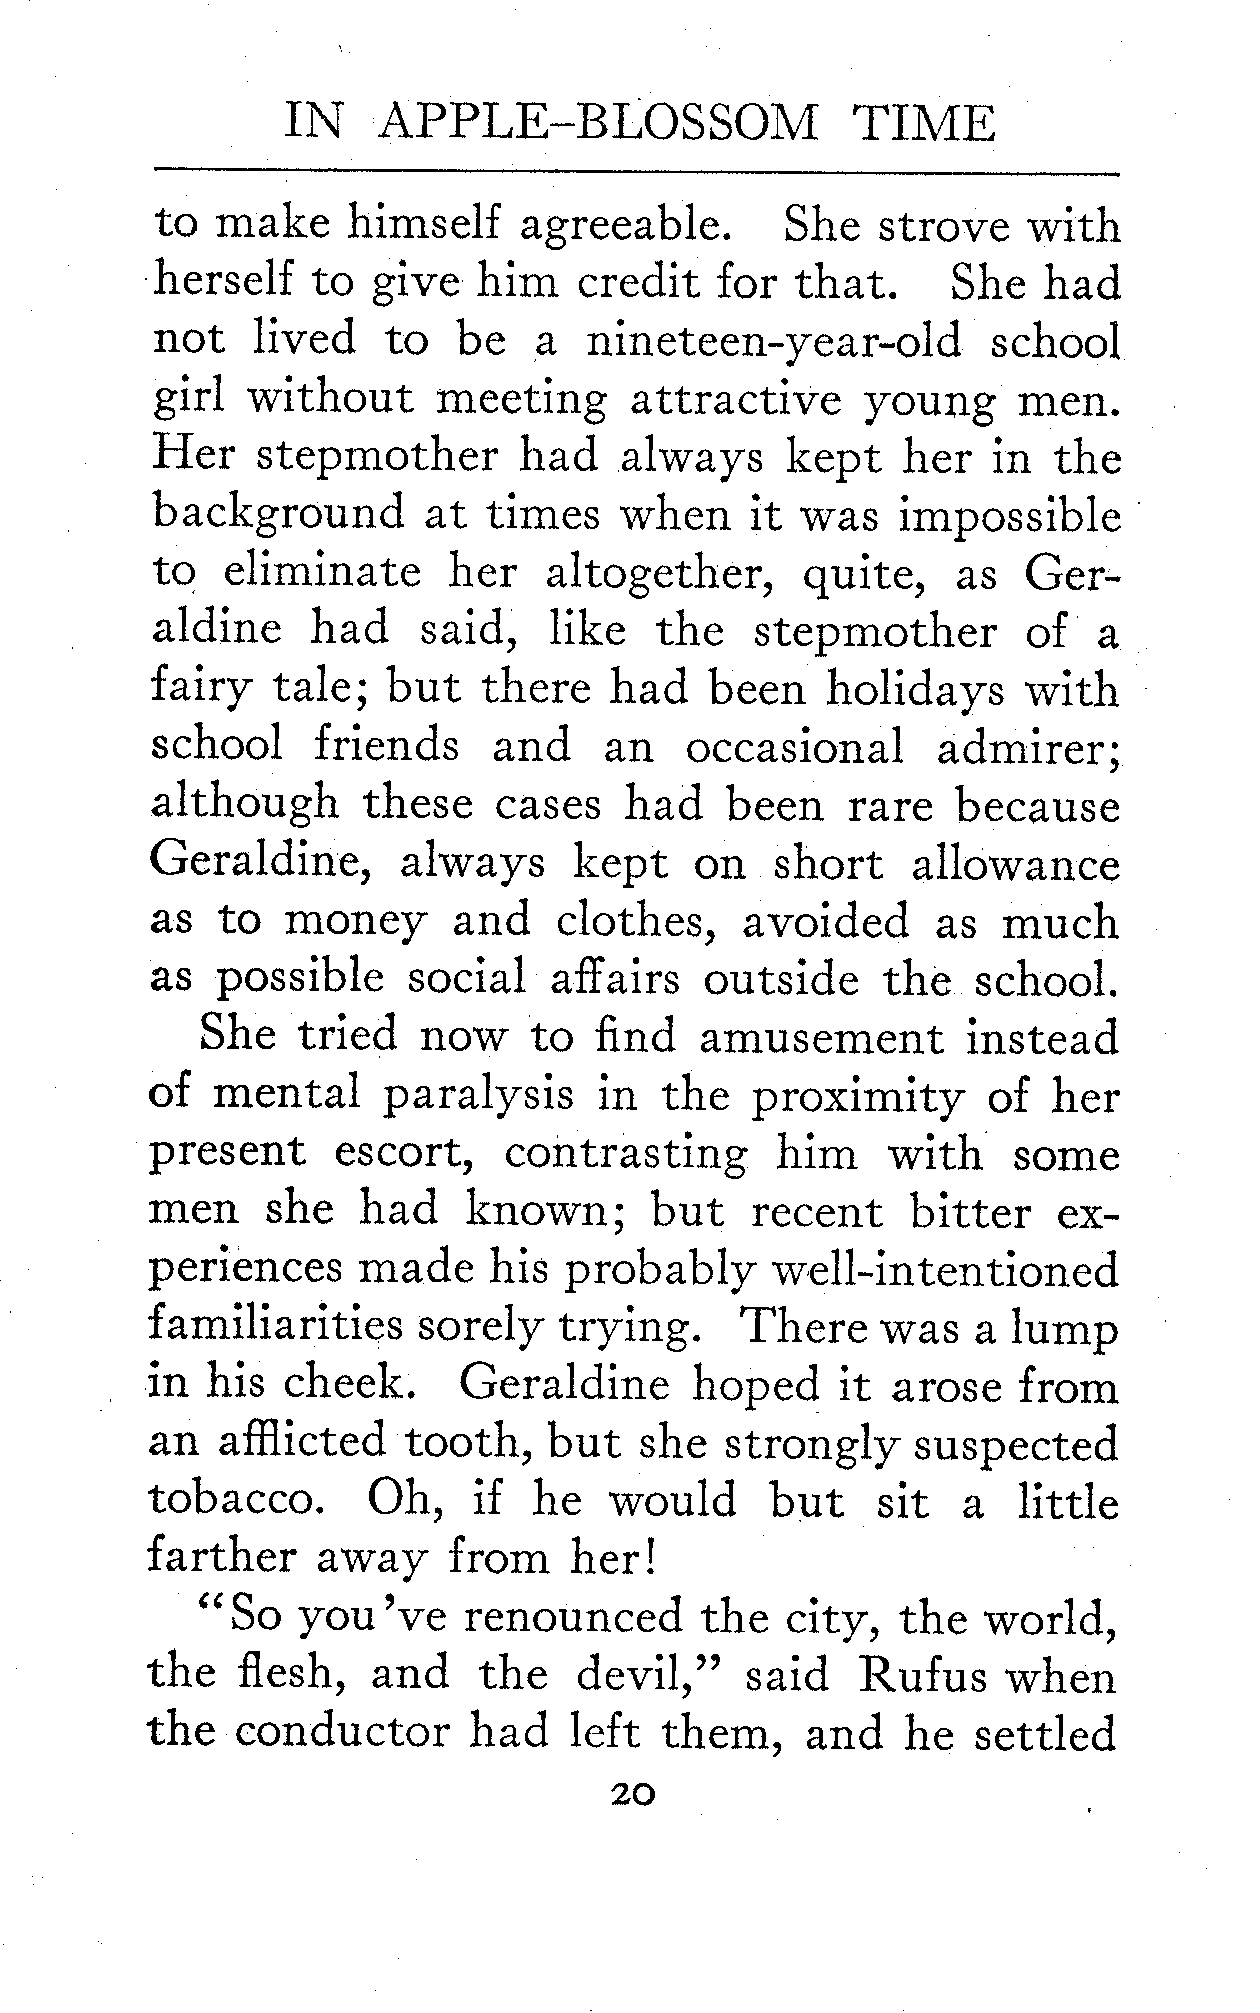 IN APPLE-BLOSSOM TIME
to make himself agreeable. She strove with
herself to give him credit for that. She had
not lived to be a nineteen-year-old school
girl without meeting attractive young men.
Her stepmother had always kept her in the
background at times when it was impossible
to eliminate her altogether, quite, as Ger-
aldine had said, like the stepmother of a
fairy tale; but there had been holidays with
school friends and an occasional admirer;
although these cases had been rare because
Geraldine, always kept on short allowance
as to money and clothes, avoided as much
as possible social affairs outside the school.
She tried now to find amusement instead
of mental paralysis in the proximity of her
present escort, contrasting him with some
men she had known; but recent bitter ex-
periences made his probably well-intentioned
familiarities sorely trying. There was a lump
in his cheek. Geraldine hoped it arose from
an afflicted tooth, but she strongly suspected
tobacco. Oh, if he would but sit a little
farther away from her!
“So you've renounced the city, the world,
the flesh, and the devil,” said Rufus when
the conductor had left them, and he settled
20